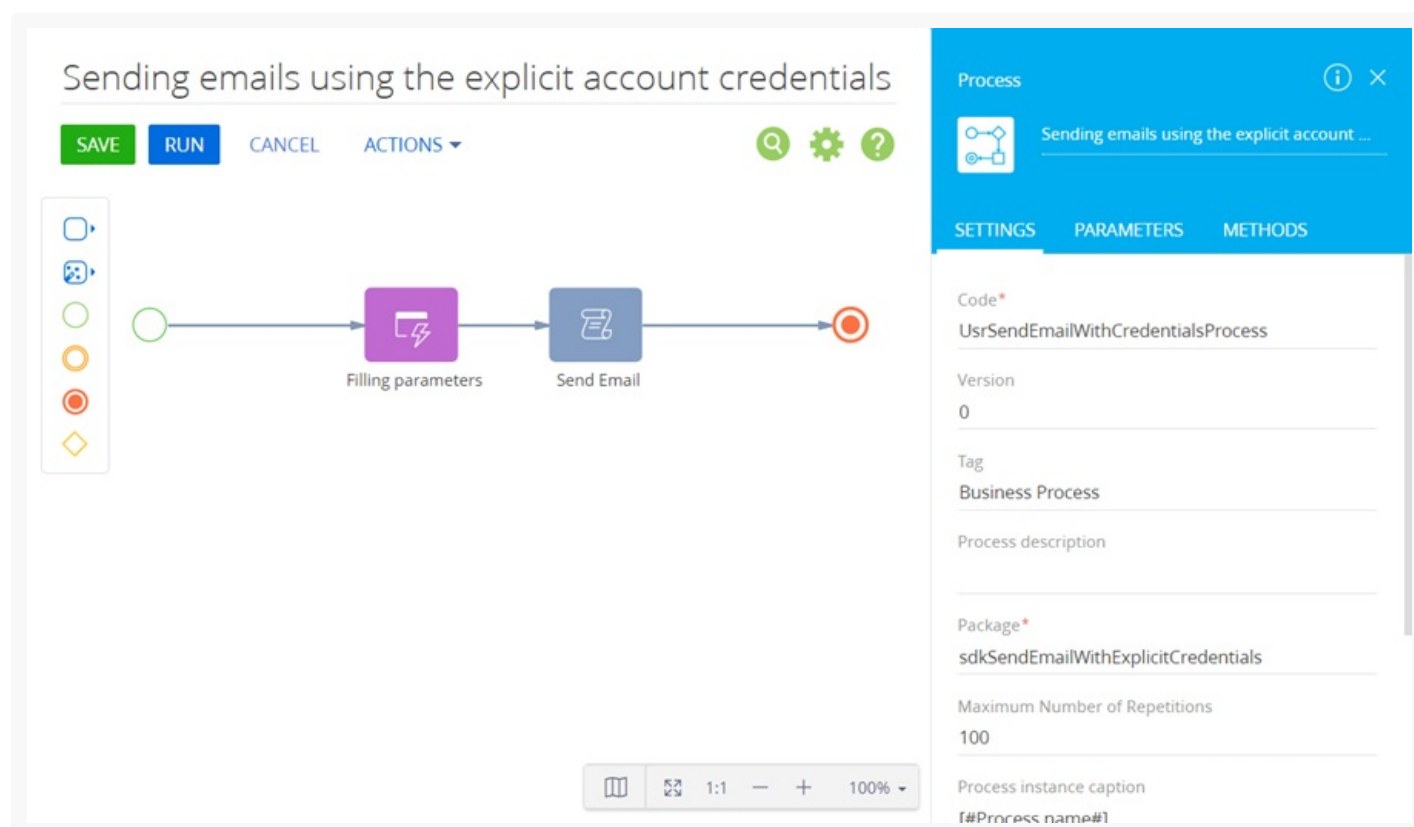 Sending emails using the explicit account credentials
SAVE RUN CANCEL ACTIONS
Filling parameters Send Email
1:1 100%
Process
Sending emails using the explicit account ...
SETTINGS PARAMETERS METHODS
Code*
UsrSendEmailWithCredentialsProcess
Version
0
Tag
Business Process
Process description
Package*
sdkSendEmailWithExplicitCredentials
Maximum Number of Repetitions
100
Process instance caption
[#Process name#]